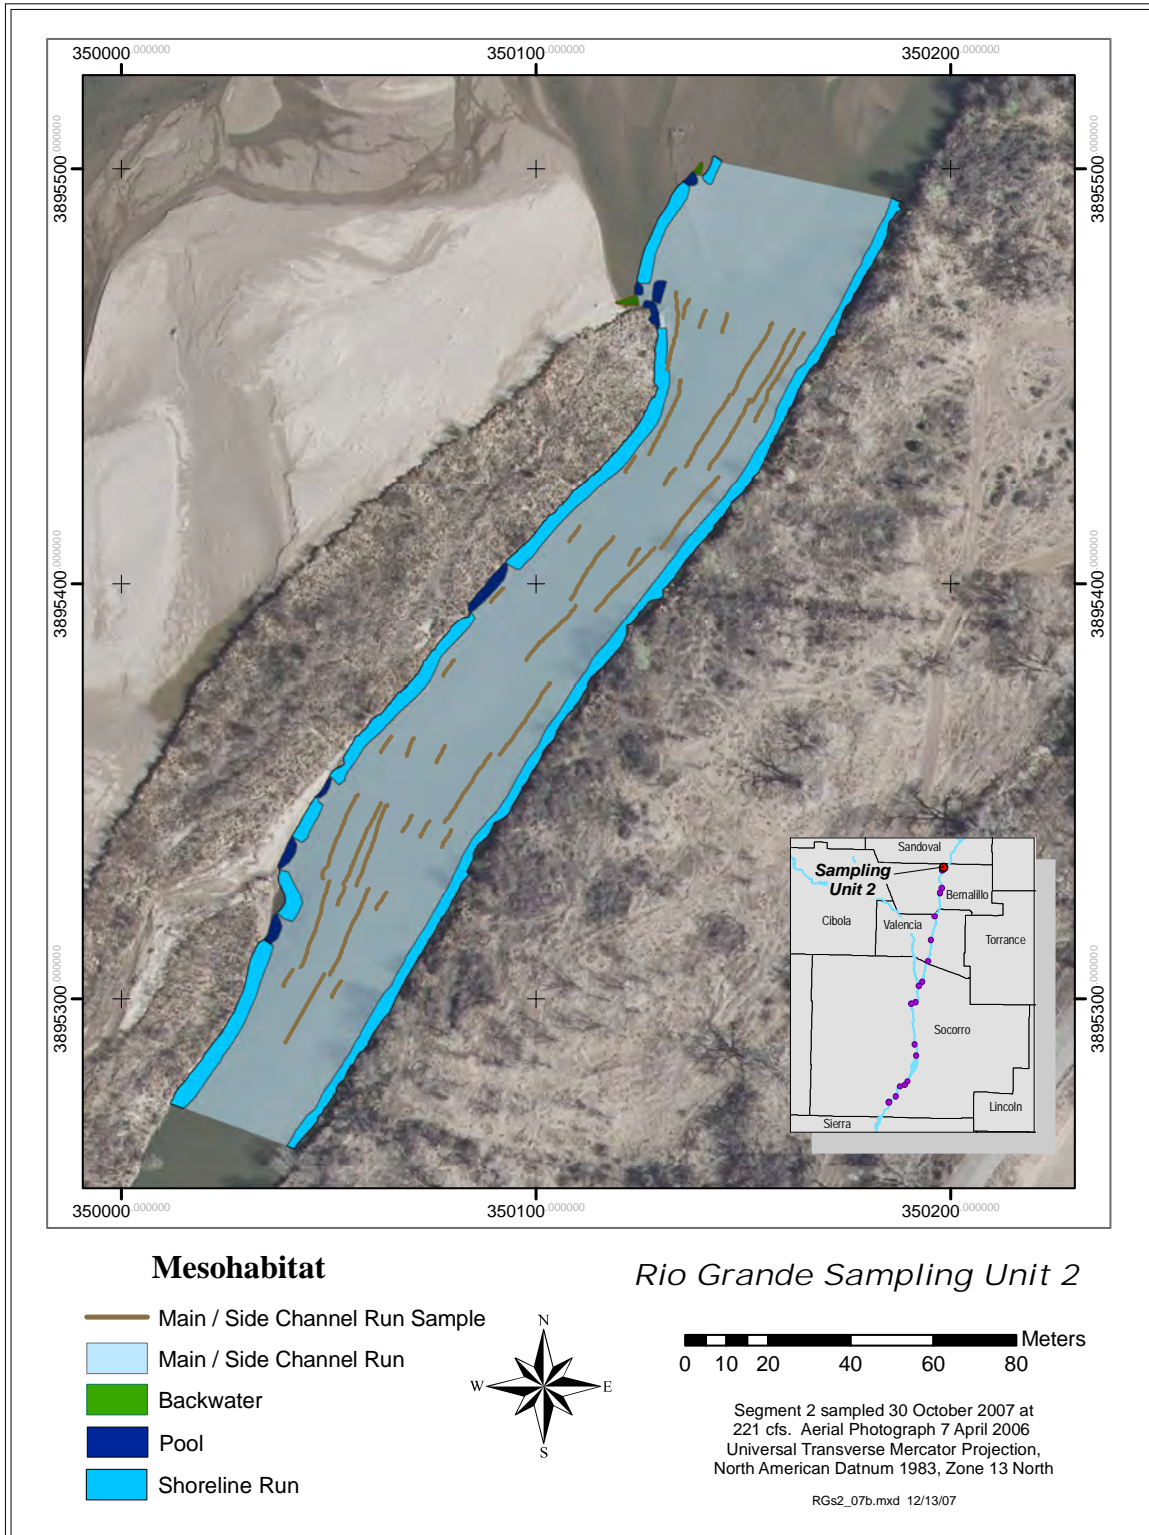 350000.000000 350100.000000 350200.000000
3895500.000000
3895500.000000
3895400.000000
3895400.000000
3895300.000000
3895300.000000
Sandoval
Sampling
Unit 2
Bernalillo
Cibola
Valencia
Torrance
Socorro
Lincoln
Sierra
350000.000000 350100.000000 350200.000000
Mesohabitat
Main / Side Channel Run Sample
Main / Side Channel Run
Backwater
Pool
Shoreline Run
N
W
E
S
Rio Grande Sampling Unit 2
Meters
0 10 20 40 60 80
Segment 2 sampled 30 October 2007 at
221 cfs. Aerial Photograph 7 April 2006
Universal Transverse Mercator Projection,
North American Datnum 1983, Zone 13 North
RGs2_07b.mxd 12/13/07